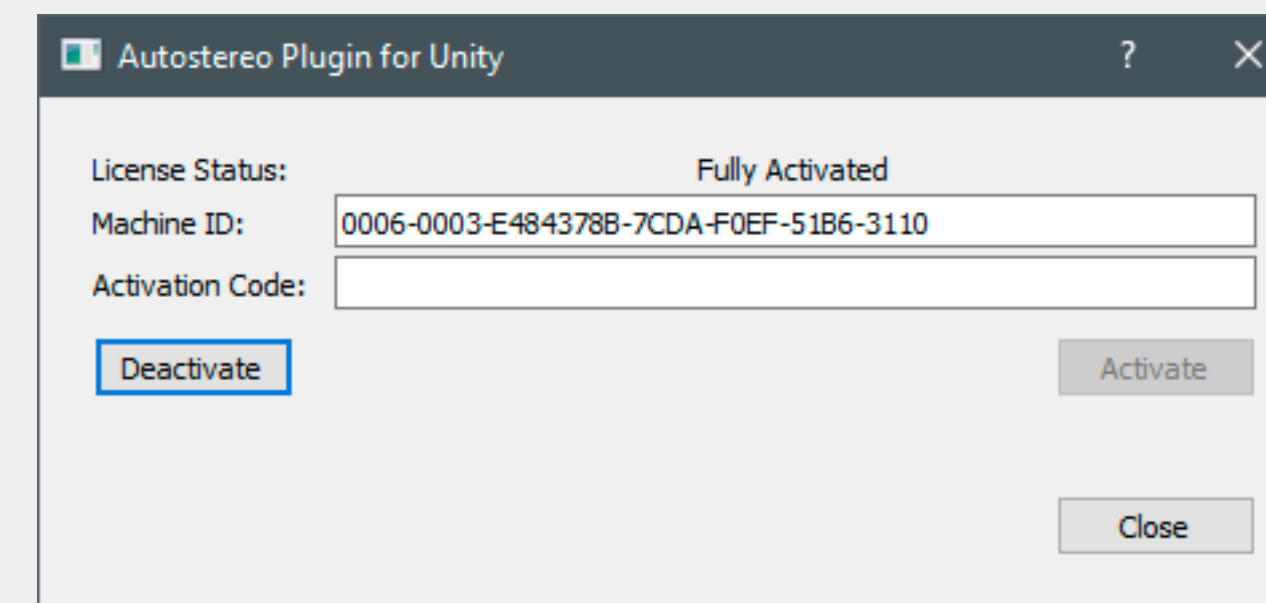 Autostereo Plugin for Unity ?
License Status: Fully Activated
Machine ID: 0006-0003-E484378B-7CDA-F0EF-51B6-3110
Activation Code:
Deactivate Activate
Close